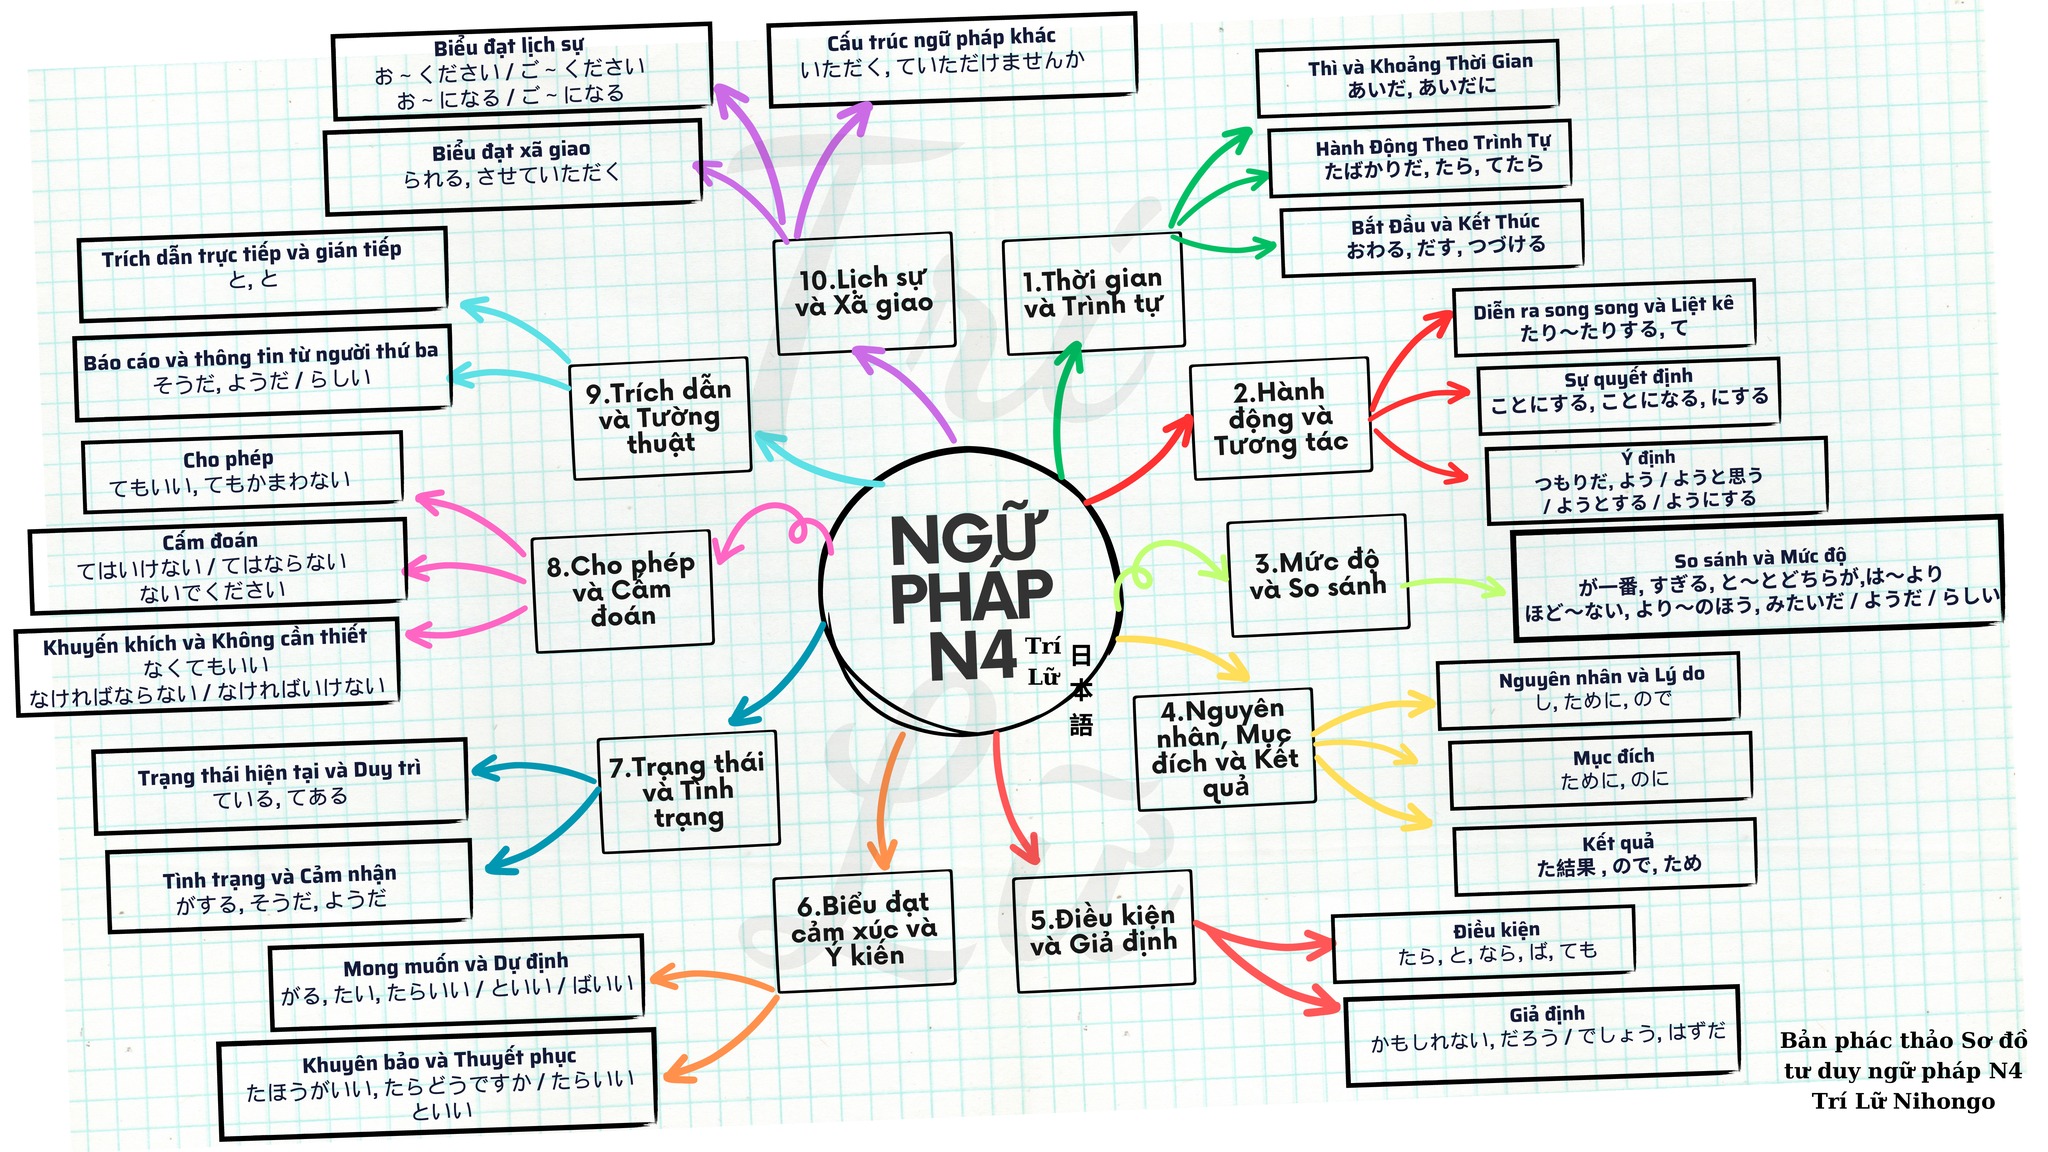 NGỮ
PHÁP
N4
Trí
Lữ
日
本
語
1.Thời gian
và Trình tự
Thì và Khoảng Thời Gian
あいだ, あいだに
Hành Động Theo Trình Tự
たばかりだ, たら, てたら
Bắt Đầu và Kết Thúc
おわる, だす, つづける
2.Hành
động và
Tương tác
Diễn ra song song và Liệt kê
たり〜たりする, て
Sự quyết định
ことにする, ことになる, にする
Ý định
つもりだ, よう / ようと思う
/ ようとする / ようにする
3.Mức độ
và So sánh
So sánh và Mức độ
が一番, すぎる, と〜とどちらが,は〜より
ほど〜ない, より〜のほう, みたいだ / ようだ / らしい
4.Nguyên
nhân, Mục
đích và Kết
quả
Nguyên nhân và Lý do
し, ために, ので
Mục đích
ために, のに
Kết quả
た結果 , ので, ため
5.Điều kiện
và Giả định
Điều kiện
たら, と, なら, ば, ても
Giả định
かもしれない, だろう / でしょう, はずだ
6.Biểu đạt
cảm xúc và
Ý kiến
Mong muốn và Dự định
がる, たい, たらいい / といい / ばいい
Khuyên bảo và Thuyết phục
たほうがいい, たらどうですか / たらいい
といい
7.Trạng thái
và Tình
trạng
Trạng thái hiện tại và Duy trì
ている, てある
Tình trạng và Cảm nhận
がする, そうだ, ようだ
8.Cho phép
và Cấm
đoán
Cho phép
てもいい, てもかまわない
Cấm đoán
てはいけない / てはならない
ないでください
Khuyến khích và Không cần thiết
なくてもいい
なければならない / なければいけない
9.Trích dẫn
và Tường
thuật
Trích dẫn trực tiếp và gián tiếp
と, と
Báo cáo và thông tin từ người thứ ba
そうだ, ようだ / らしい
10.Lịch sự
và Xã giao
Biểu đạt lịch sự
お ~ ください / ご ~ ください
お ~ になる / ご ~ になる
Biểu đạt xã giao
られる, させていただく
Cấu trúc ngữ pháp khác
いただく, ていただけませんか
Trí
Lữ
Bản phác thảo Sơ đồ
tư duy ngữ pháp N4
Trí Lữ Nihongo